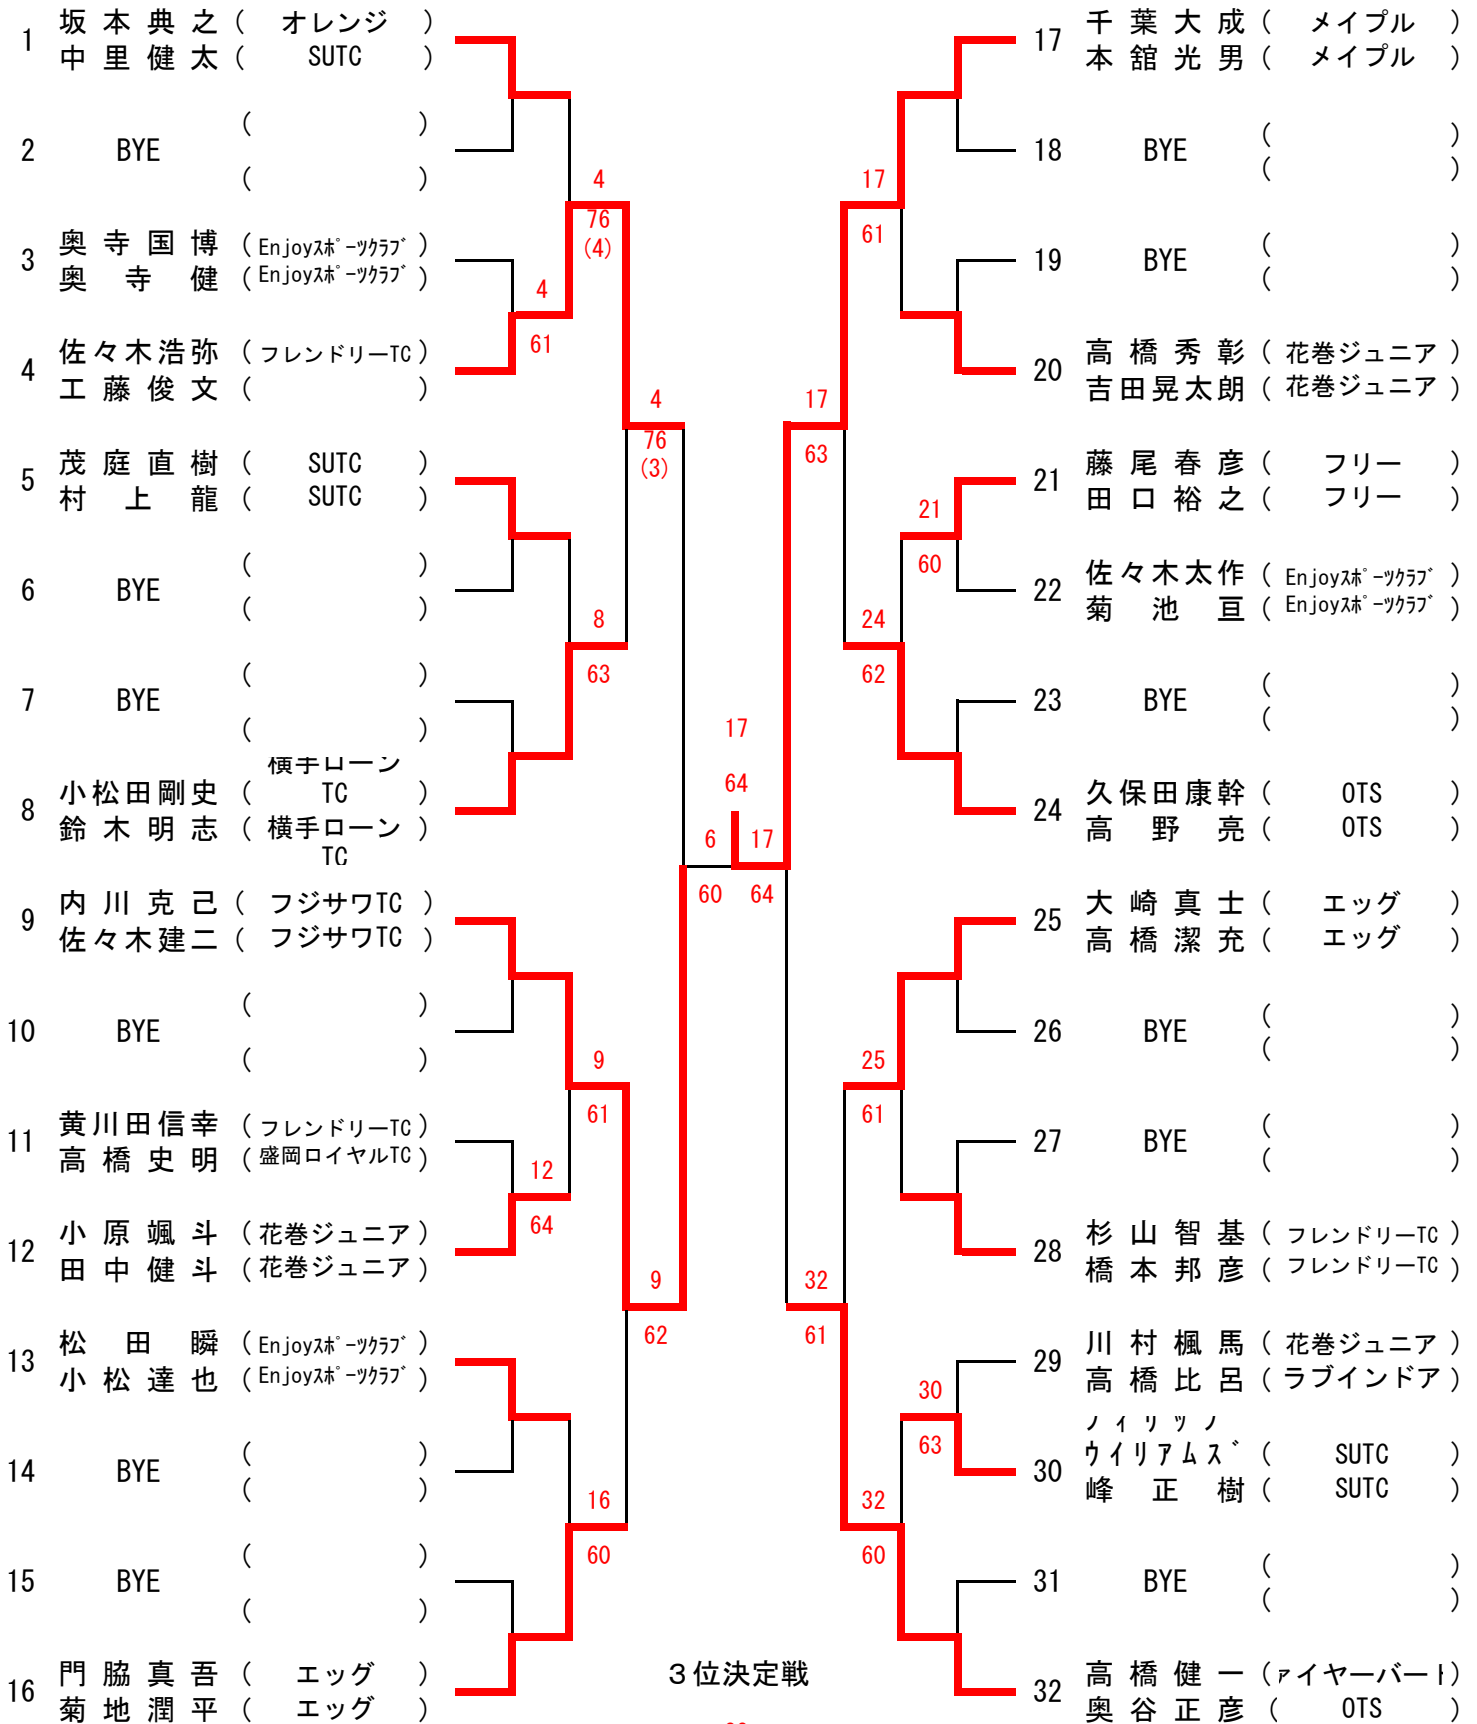 1 坂本典之 ( オレンジ )
中里健太 ( SUTC )
2 BYE ( )
( )
3 奥寺国博 ( Enjoyｽﾎﾟｰﾂｸﾗﾌﾞ )
奥寺健 ( Enjoyｽﾎﾟｰﾂｸﾗﾌﾞ )
4 佐々木浩弥 ( フレンドリーTC )
工藤俊文 ( )
5 茂庭直樹 ( SUTC )
村上龍 ( SUTC )
6 BYE ( )
( )
7 BYE ( )
( )
8 小松田剛史 ( 横手ローン
TC )
鈴木明志 ( 横手ローン )
TC
9 内川克己 ( フジサワTC )
佐々木建二 ( フジサワTC )
10 BYE ( )
( )
11 黄川田信幸 ( フレンドリーTC )
高橋史明 ( 盛岡ロイヤルTC )
12 小原颯斗 ( 花巻ジュニア )
田中健斗 ( 花巻ジュニア )
13 松田瞬 ( Enjoyｽﾎﾟｰﾂｸﾗﾌﾞ )
小松達也 ( Enjoyｽﾎﾟｰﾂｸﾗﾌﾞ )
14 BYE ( )
( )
15 BYE ( )
( )
16 門脇真吾 ( エッグ )
菊地潤平 ( エッグ )
4
61
12
64
4
76
(4)
8
63
9
61
16
60
4
76
(3)
9
62
6
60
17
64
17
64
３位決定戦
17
63
32
61
17
61
24
62
25
61
32
60
21
60
30
63
17 千葉大成 ( メイプル )
本舘光男 ( メイプル )
18 BYE ( )
( )
19 BYE ( )
( )
20 高橋秀彰 ( 花巻ジュニア )
吉田晃太朗 ( 花巻ジュニア )
21 藤尾春彦 ( フリー )
田口裕之 ( フリー )
22 佐々木太作 ( Enjoyｽﾎﾟｰﾂｸﾗﾌﾞ )
菊池亘 ( Enjoyｽﾎﾟｰﾂｸﾗﾌﾞ )
23 BYE ( )
( )
24 久保田康幹 ( OTS )
高野亮 ( OTS )
25 大崎真士 ( エッグ )
高橋潔充 ( エッグ )
26 BYE ( )
( )
27 BYE ( )
( )
28 杉山智基 ( フレンドリーTC )
橋本邦彦 ( フレンドリーTC )
29 川村楓馬 ( 花巻ジュニア )
高橋比呂 ( ラブインドア )
30 ウイリアムズ ( SUTC )
峰正樹 ( SUTC )
31 BYE ( )
( )
32 高橋健一 ( ァイヤーバード )
奥谷正彦 ( OTS )